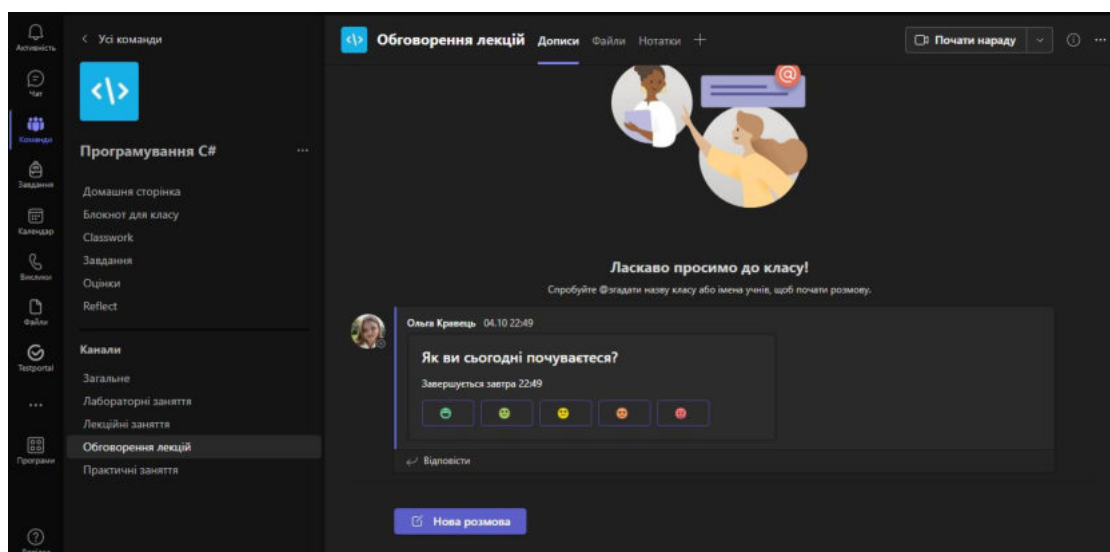 Активність
Чат
Команди
Завдання
Календар
Виклики
Файли
Testportal
Програми
< Усі команди
Програмування C#
Домашня сторінка
Блокнот для класу
Classwork
Завдання
Оцінки
Reflect
Канали
Загальне
Лабораторні заняття
Лекційні заняття
Обговорення лекцій
Практичні заняття
Обговорення лекцій Дописи Файли Нотатки +
Почати нараду
Ласкаво просимо до класу!
Спробуйте @згадати назву класу або імена учнів, щоб почати розмову.
Ольга Кравець 04.10 22:49
Як ви сьогодні почуваєтеся?
Завершується завтра 22:49
Відповісти
Нова розмова